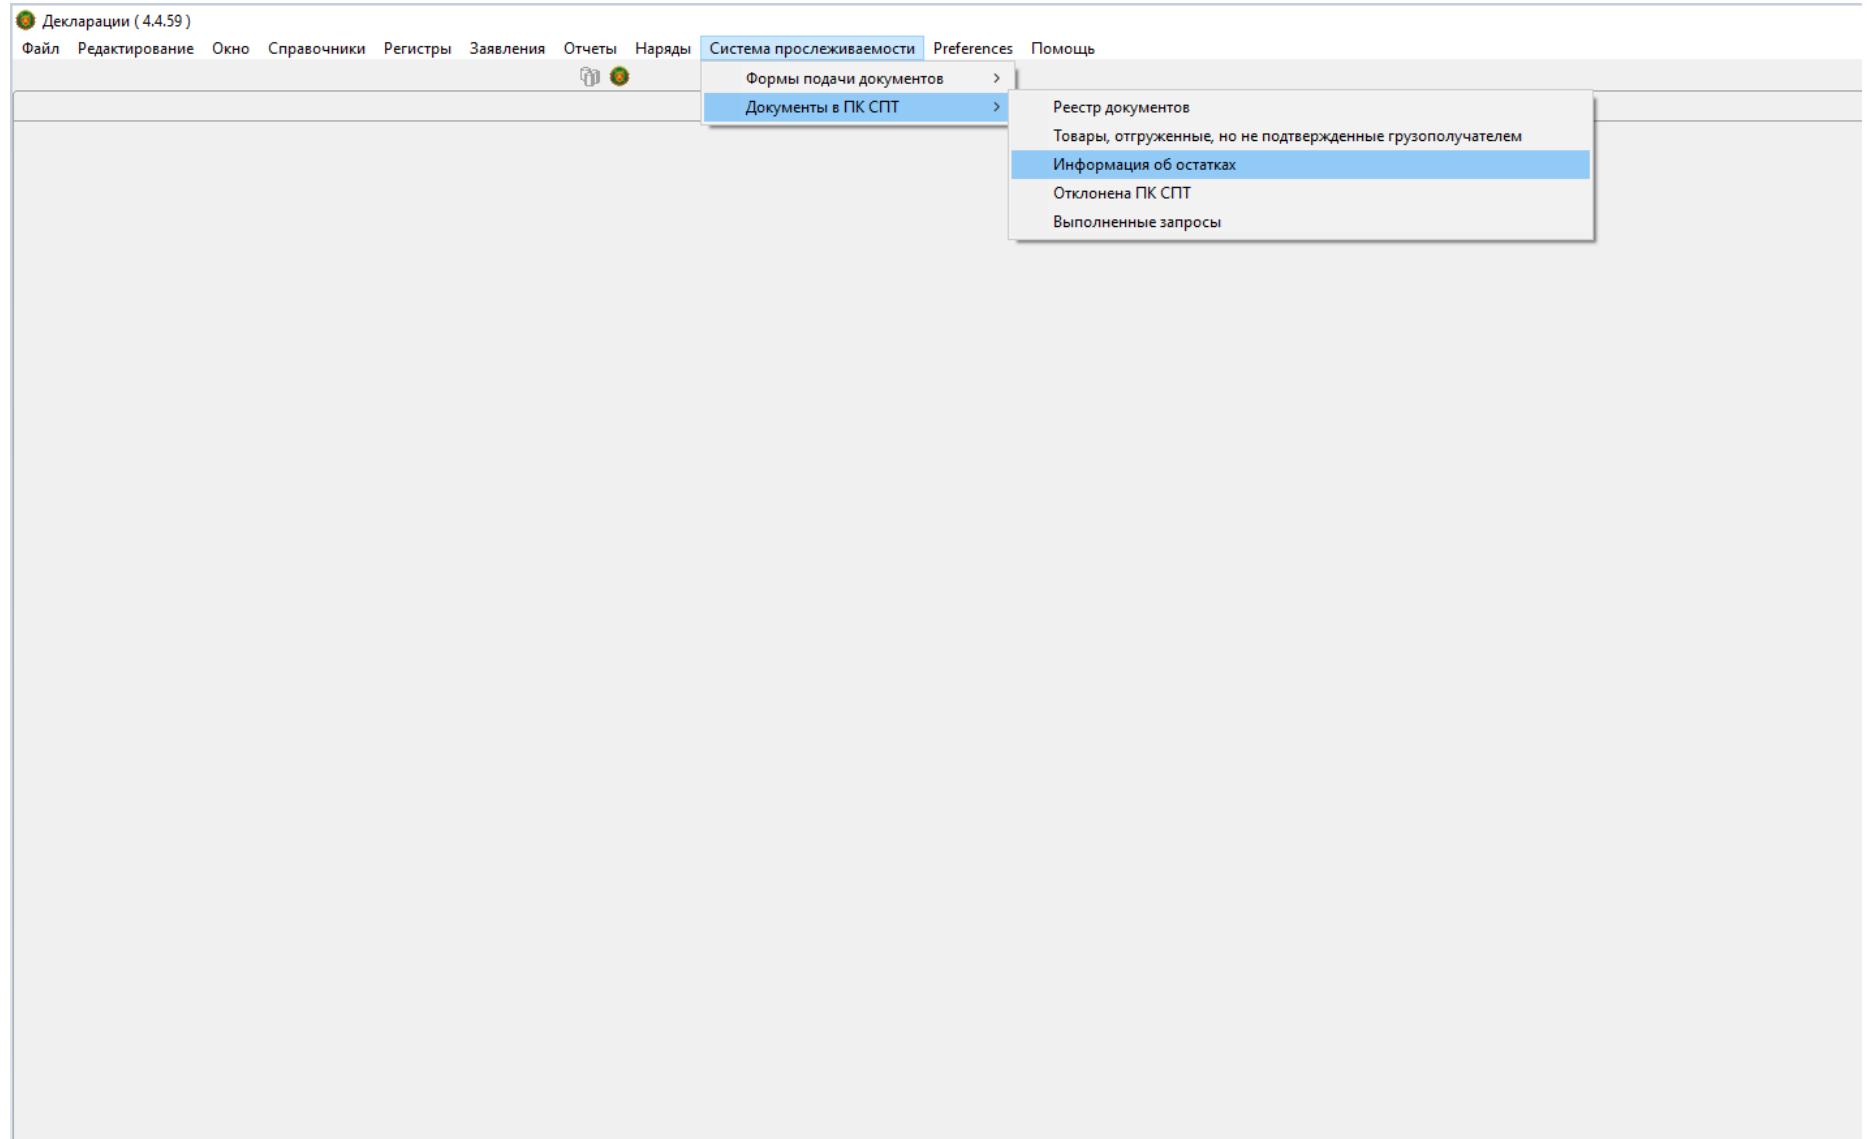 Декларации ( 4.4.59 )
Файл Редактирование Окно Справочники Регистры Заявления Отчеты Наряды Система прослеживаемости Preferences Помощь
Формы подачи документов
Документы в ПК СПТ
Реестр документов
Товары, отгруженные, но не подтвержденные грузополучателем
Информация об остатках
Отклонена ПК СПТ
Выполненные запросы